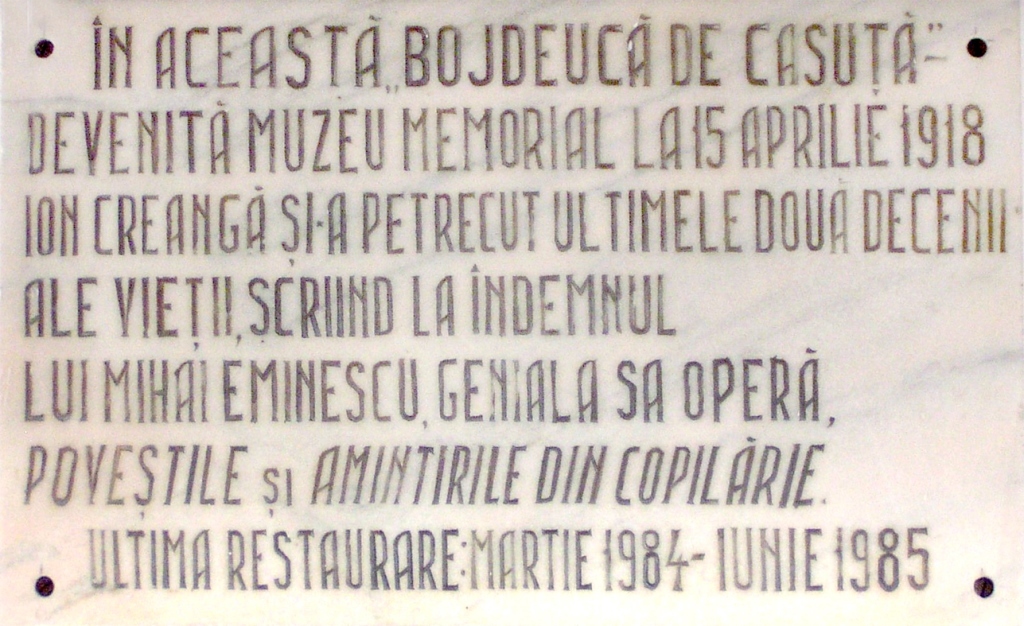 ÎN ACEASTĂ „BOJDEUCĂ DE CASUȚĂ”-
DEVENITĂ MUZEU MEMORIAL LA 15 APRILIE 1918
ION CREANGĂ ȘI-A PETRECUT ULTIMELE DOUĂ DECENII
ALE VIEȚII, SCRIIND LA ÎNDEMNUL
LUI MIHAI EMINESCU, GENIALA SA OPERĂ,
POVEȘTILE ȘI AMINTIRILE DIN COPILĂRIE.
ULTIMA RESTAURARE: MARTIE 1984- IUNIE 1985